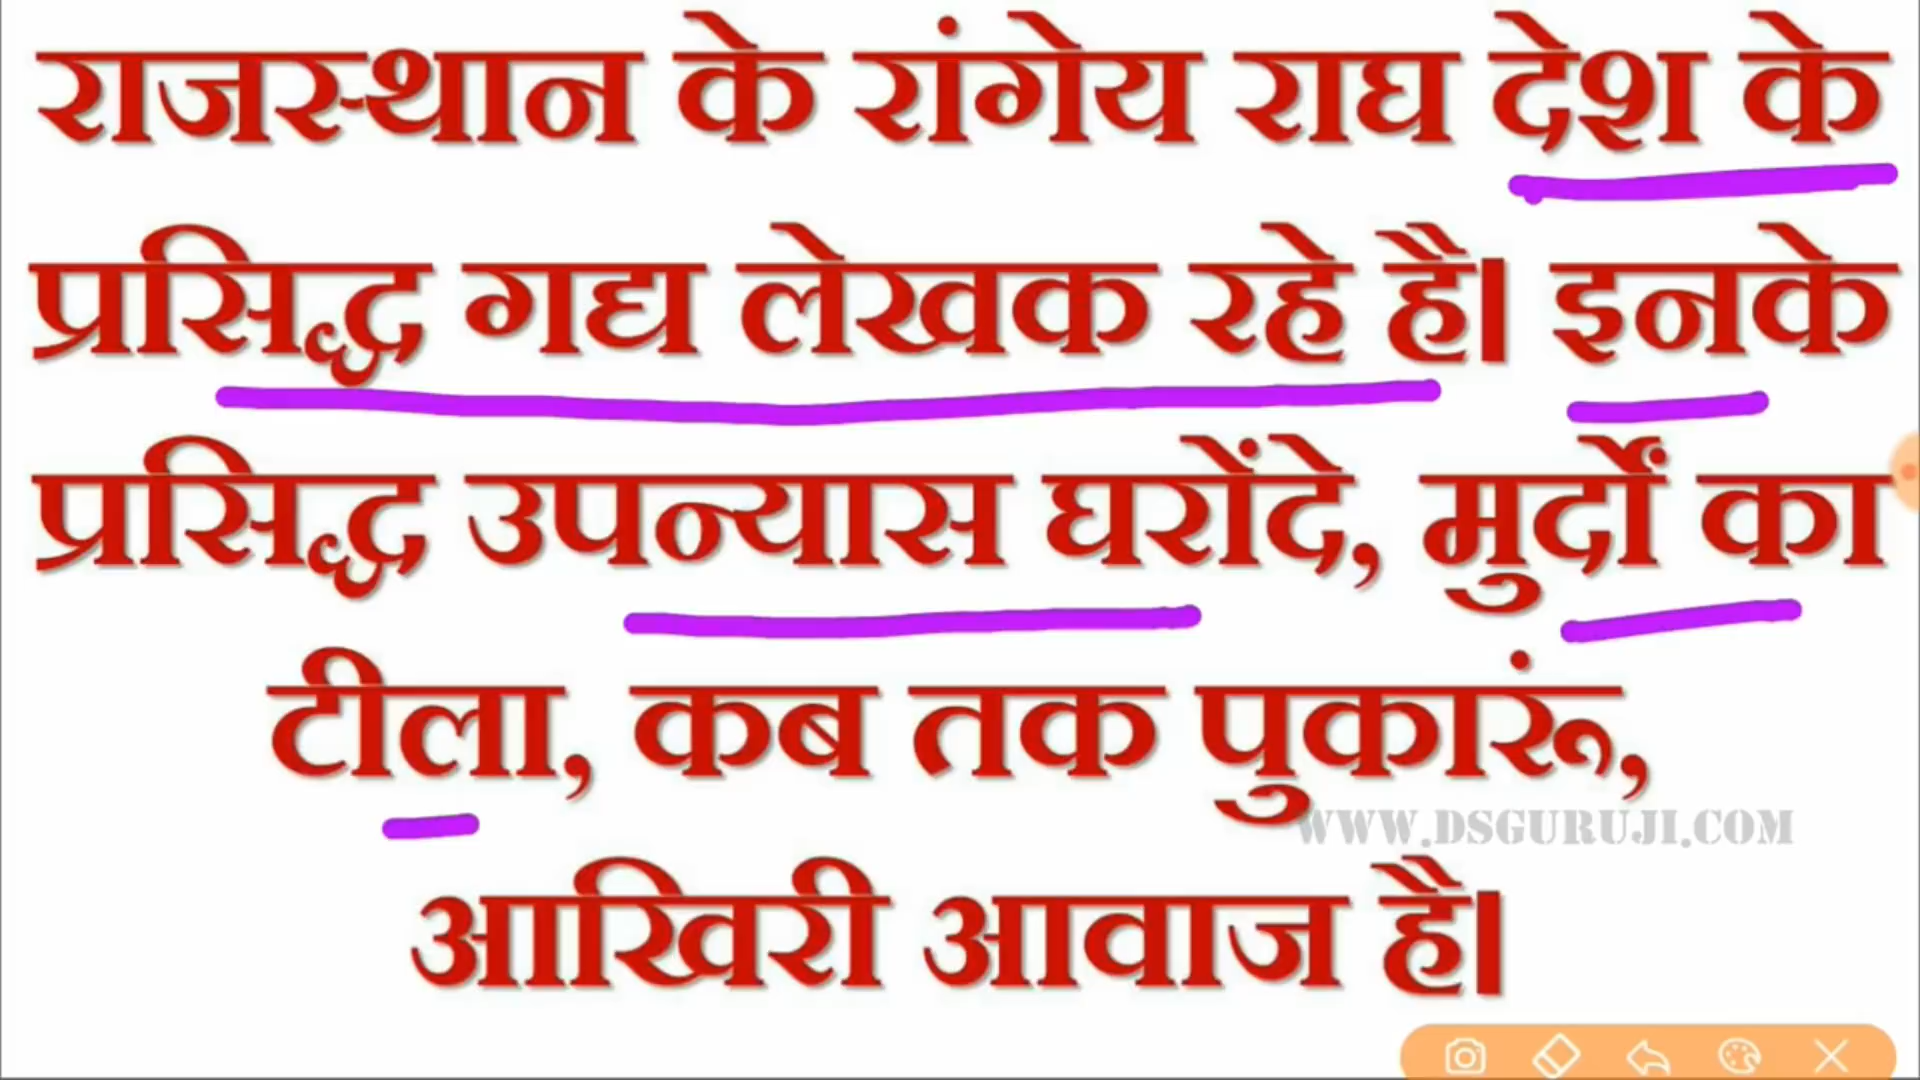 राजस्थान के रांगेय राघ देश के
प्रसिद्ध गद्य लेखक रहे है। इनके
प्रसिद्ध उपन्यास घरोंदे, मुर्दों का
टीला, कब तक पुकारूं,
WWW.DSGURUJI.COM
आखिरी आवाज है।